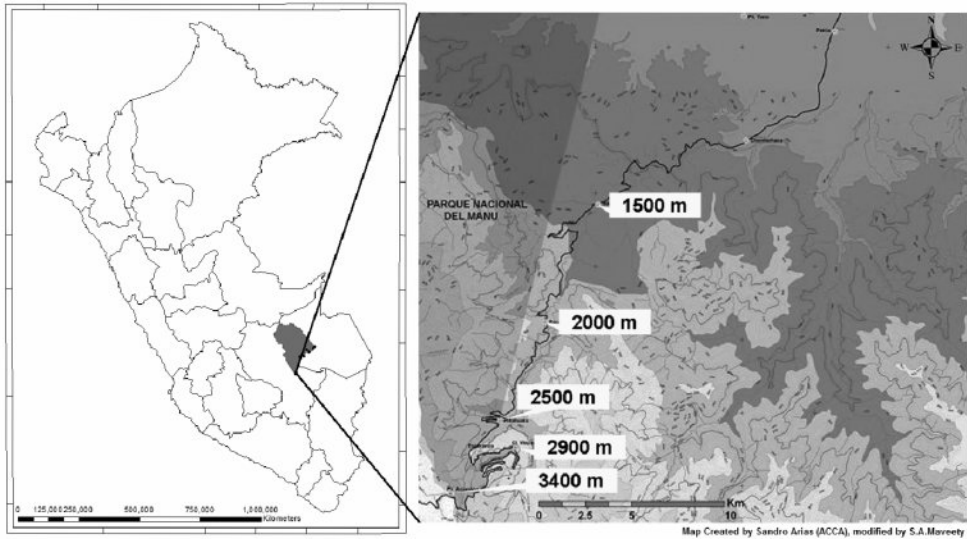 N
W E
S
PARQUE NACIONAL
DEL MANU
1500 m
2000 m
2500 m
2900 m
3400 m
0 125,000 250,000 500,000 750,000 1,000,000
Kilometers
Km
0 2.5 5 10
Map Created by Sandro Arias (ACCA), modified by S.A.Maveety